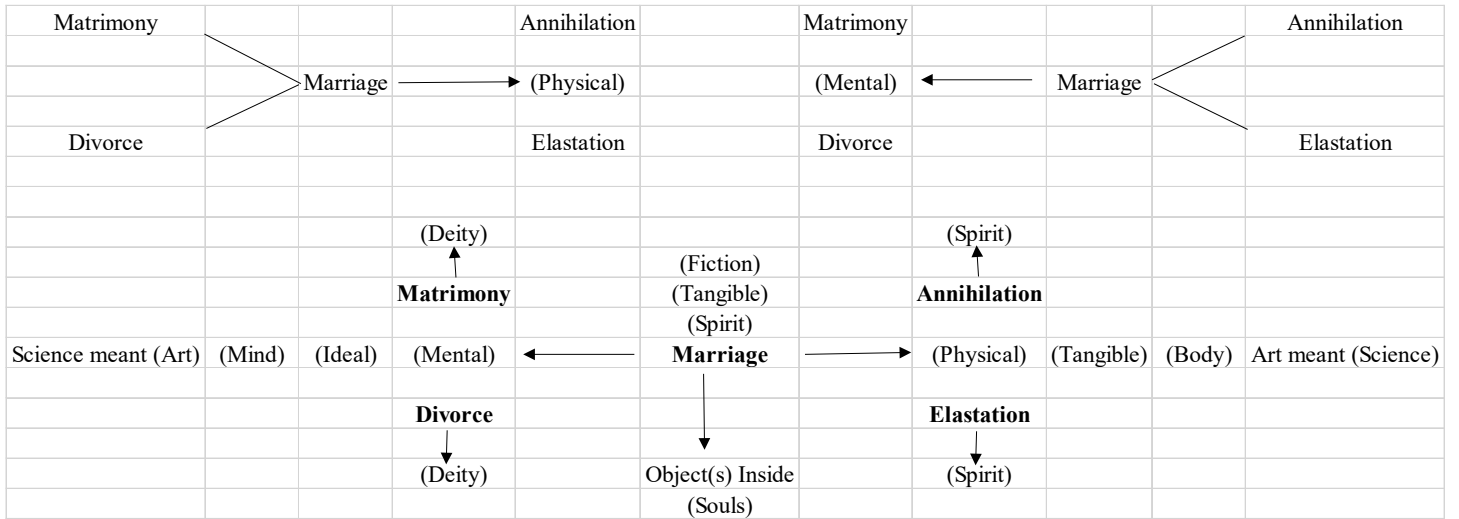 Matrimony Annihilation Matrimony Annihilation
Marriage (Physical) (Mental) Marriage
Divorce Elastation Divorce Elastation
(Deity) (Spirit)
(Fiction)
Matrimony (Tangible) Annihilation
(Spirit)
Science meant (Art) (Mind) (Ideal) (Mental) Marriage (Physical) (Tangible) (Body) Art meant (Science)
Divorce Elastation
(Deity) Object(s) Inside (Spirit)
(Souls)